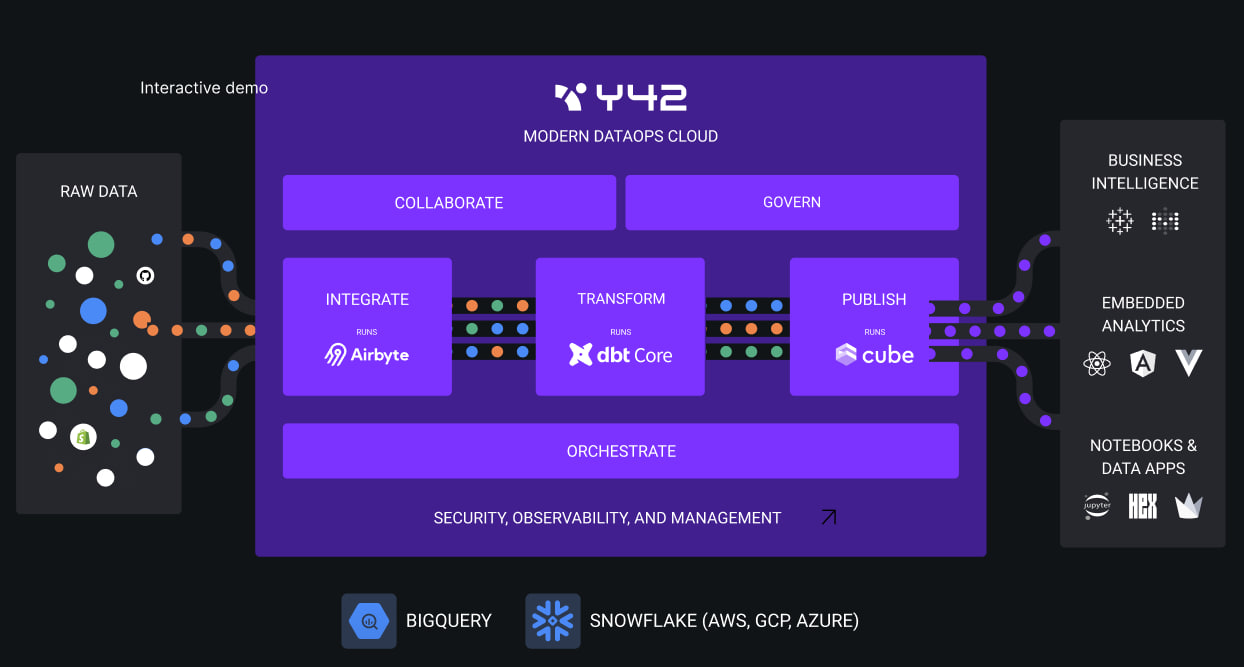 Interactive demo
Y42
MODERN DATAOPS CLOUD
RAW DATA
COLLABORATE
GOVERN
INTEGRATE
RUNS
Airbyte
TRANSFORM
RUNS
dbt Core
PUBLISH
RUNS
cube
ORCHESTRATE
SECURITY, OBSERVABILITY, AND MANAGEMENT
BUSINESS
INTELLIGENCE
EMBEDDED
ANALYTICS
NOTEBOOKS &
DATA APPS
jupyter
HEX
BIGQUERY
SNOWFLAKE (AWS, GCP, AZURE)